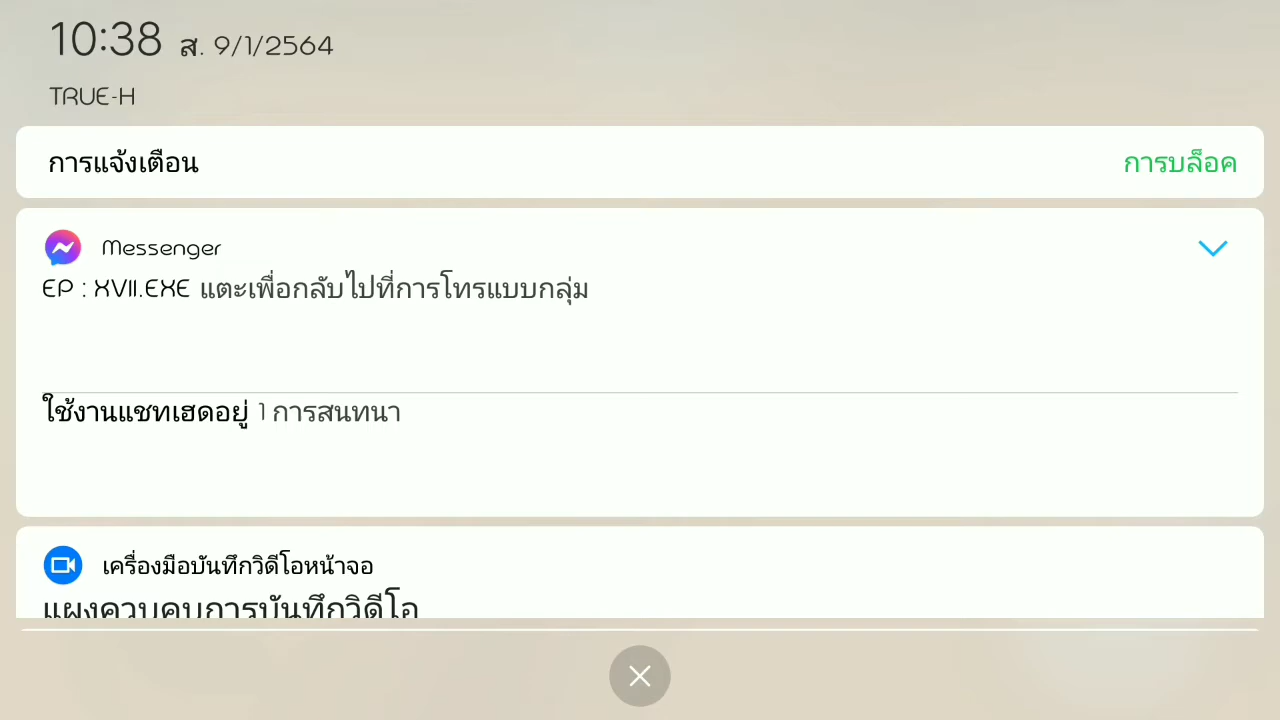 10:38 ส. 9/1/2564
TRUE-H
การแจ้งเตือน การบล็อค
Messenger
EP : XVII.EXE แตะเพื่อกลับไปที่การโทรแบบกลุ่ม
ใช้งานแชทเฮดอยู่ 1 การสนทนา
เครื่องมือบันทึกวิดีโอหน้าจอ
แผงควบคุมการบันทึกวิดีโอ